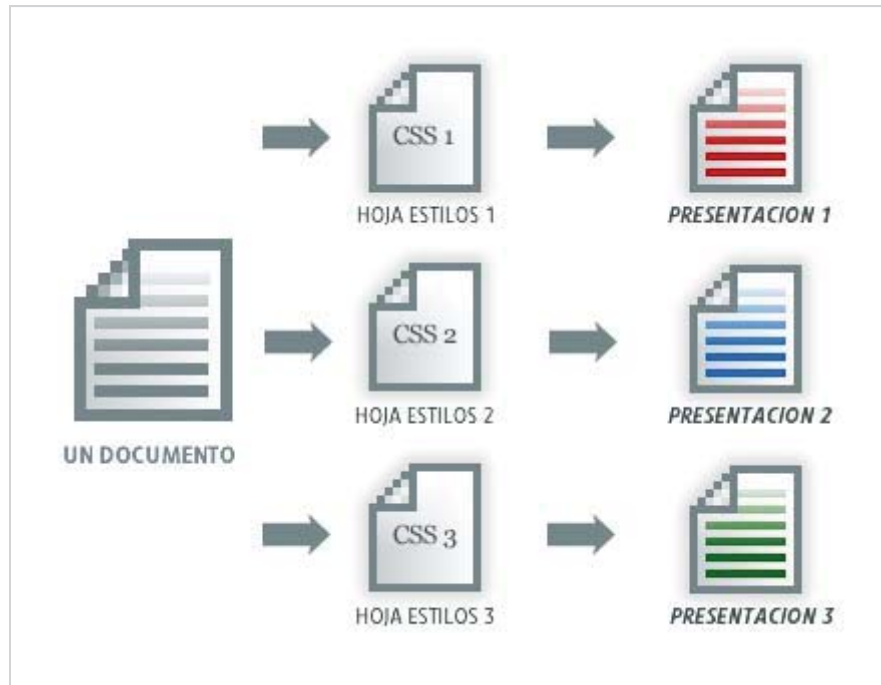 CSS 1
HOJA ESTILOS 1
PRESENTACION 1
UN DOCUMENTO
CSS 2
HOJA ESTILOS 2
PRESENTACION 2
CSS 3
HOJA ESTILOS 3
PRESENTACION 3